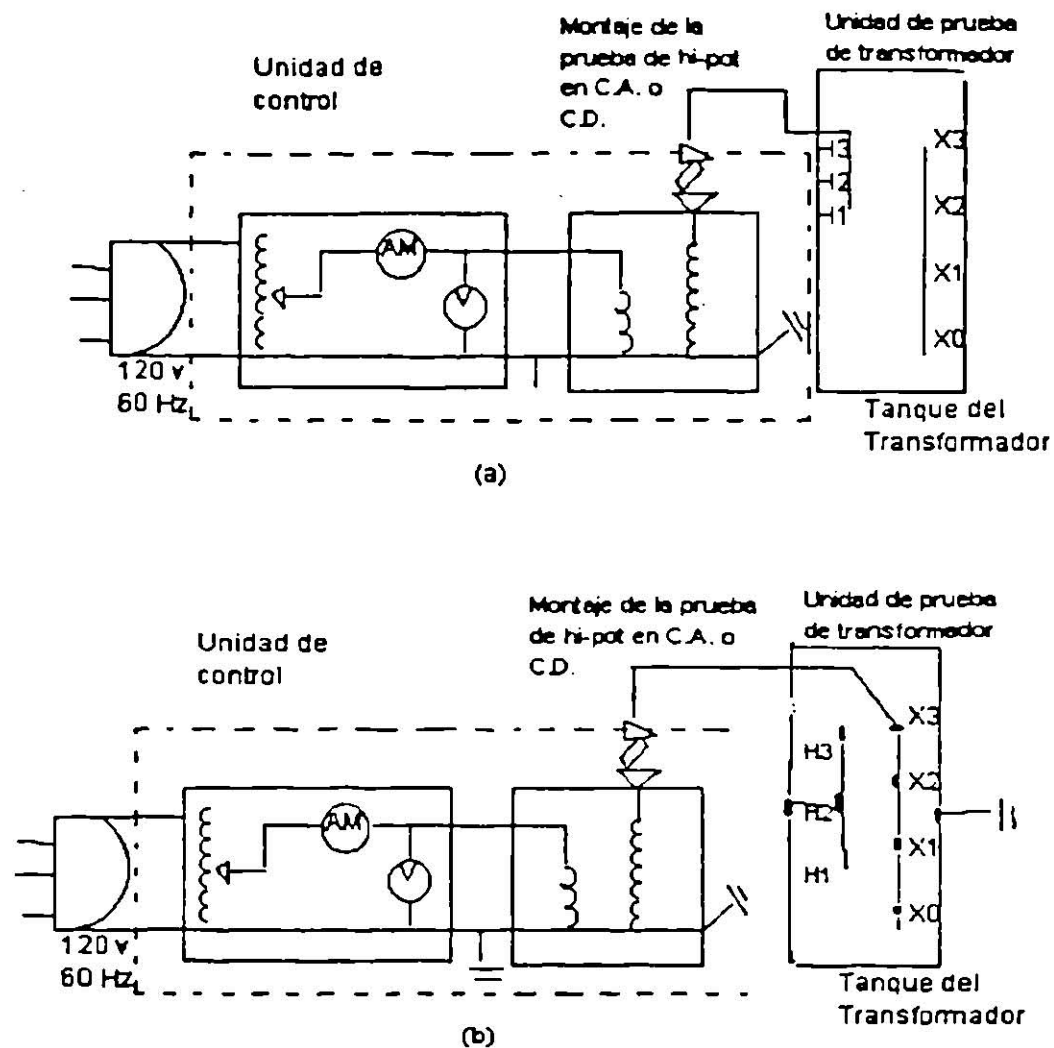 Unidad de
control
Montaje de la
prueba de hi-pot
en C.A. o
C.D.
Unidad de prueba
de transformador
H3
H2
H1
X3
X2
X1
X0
AM
V
120 v
60 Hz
Tanque del
Transformador
(a)
Unidad de
control
Montaje de la prueba
de hi-pot en C.A. o
C.D.
Unidad de prueba
de transformador
H3
H2
H1
X3
X2
X1
X0
AM
V
120 v
60 Hz
Tanque del
Transformador
(b)